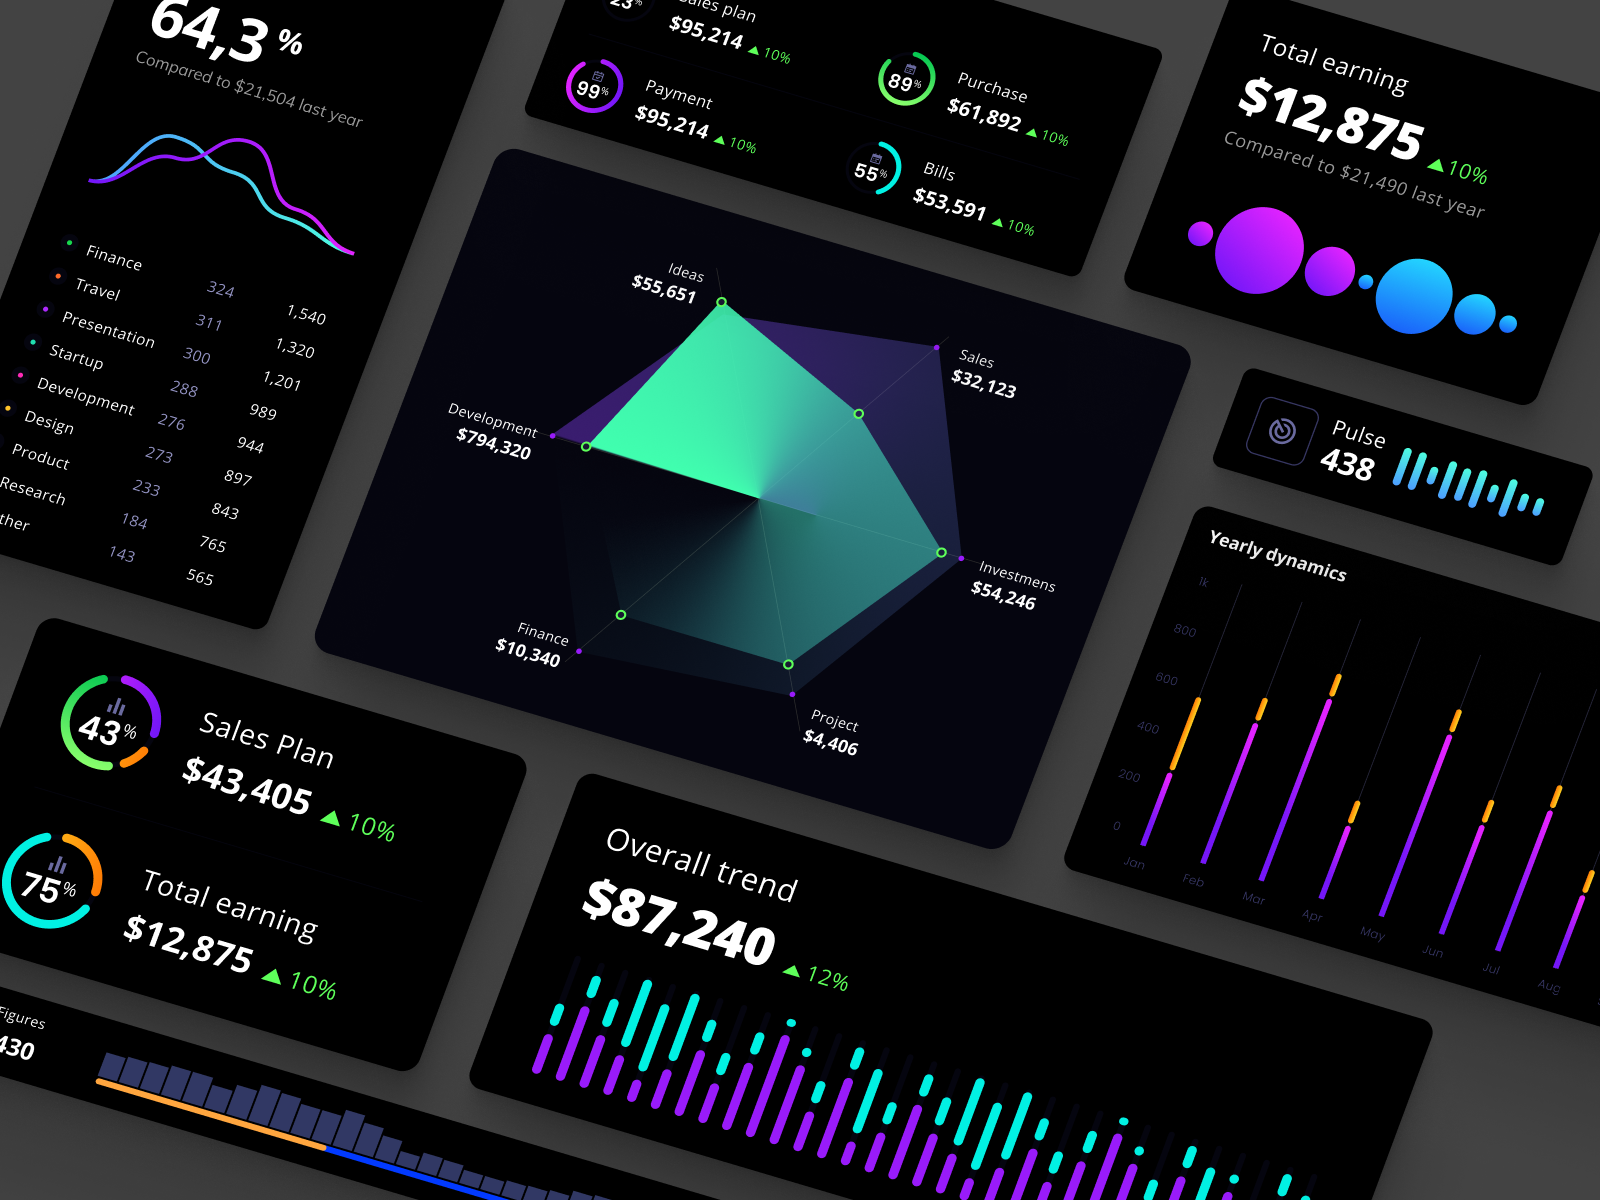 64,3 %
Compared to $21,504 last year
Finance 324 1,540
Travel 311 1,320
Presentation 300 1,201
Startup 288 989
Development 276 944
Design 273 897
Product 233 843
Research 184 765
143 565
23%
Sales plan
$95,214 ▲ 10%
99%
Payment
$95,214 ▲ 10%
89%
Purchase
$61,892 ▲ 10%
55%
Bills
$53,591 ▲ 10%
Total earning
$12,875 ▲ 10%
Compared to $21,490 last year
Ideas
$55,651
Sales
$32,123
Development
$794,320
Investmens
$54,246
Finance
$10,340
Project
$4,406
Pulse
438
Yearly dynamics
1k
800
600
400
200
0
Jan Feb Mar Apr May Jun Jul Aug
43%
Sales Plan
$43,405 ▲ 10%
75%
Total earning
$12,875 ▲ 10%
Overall trend
$87,240 ▲ 12%
Figures
430